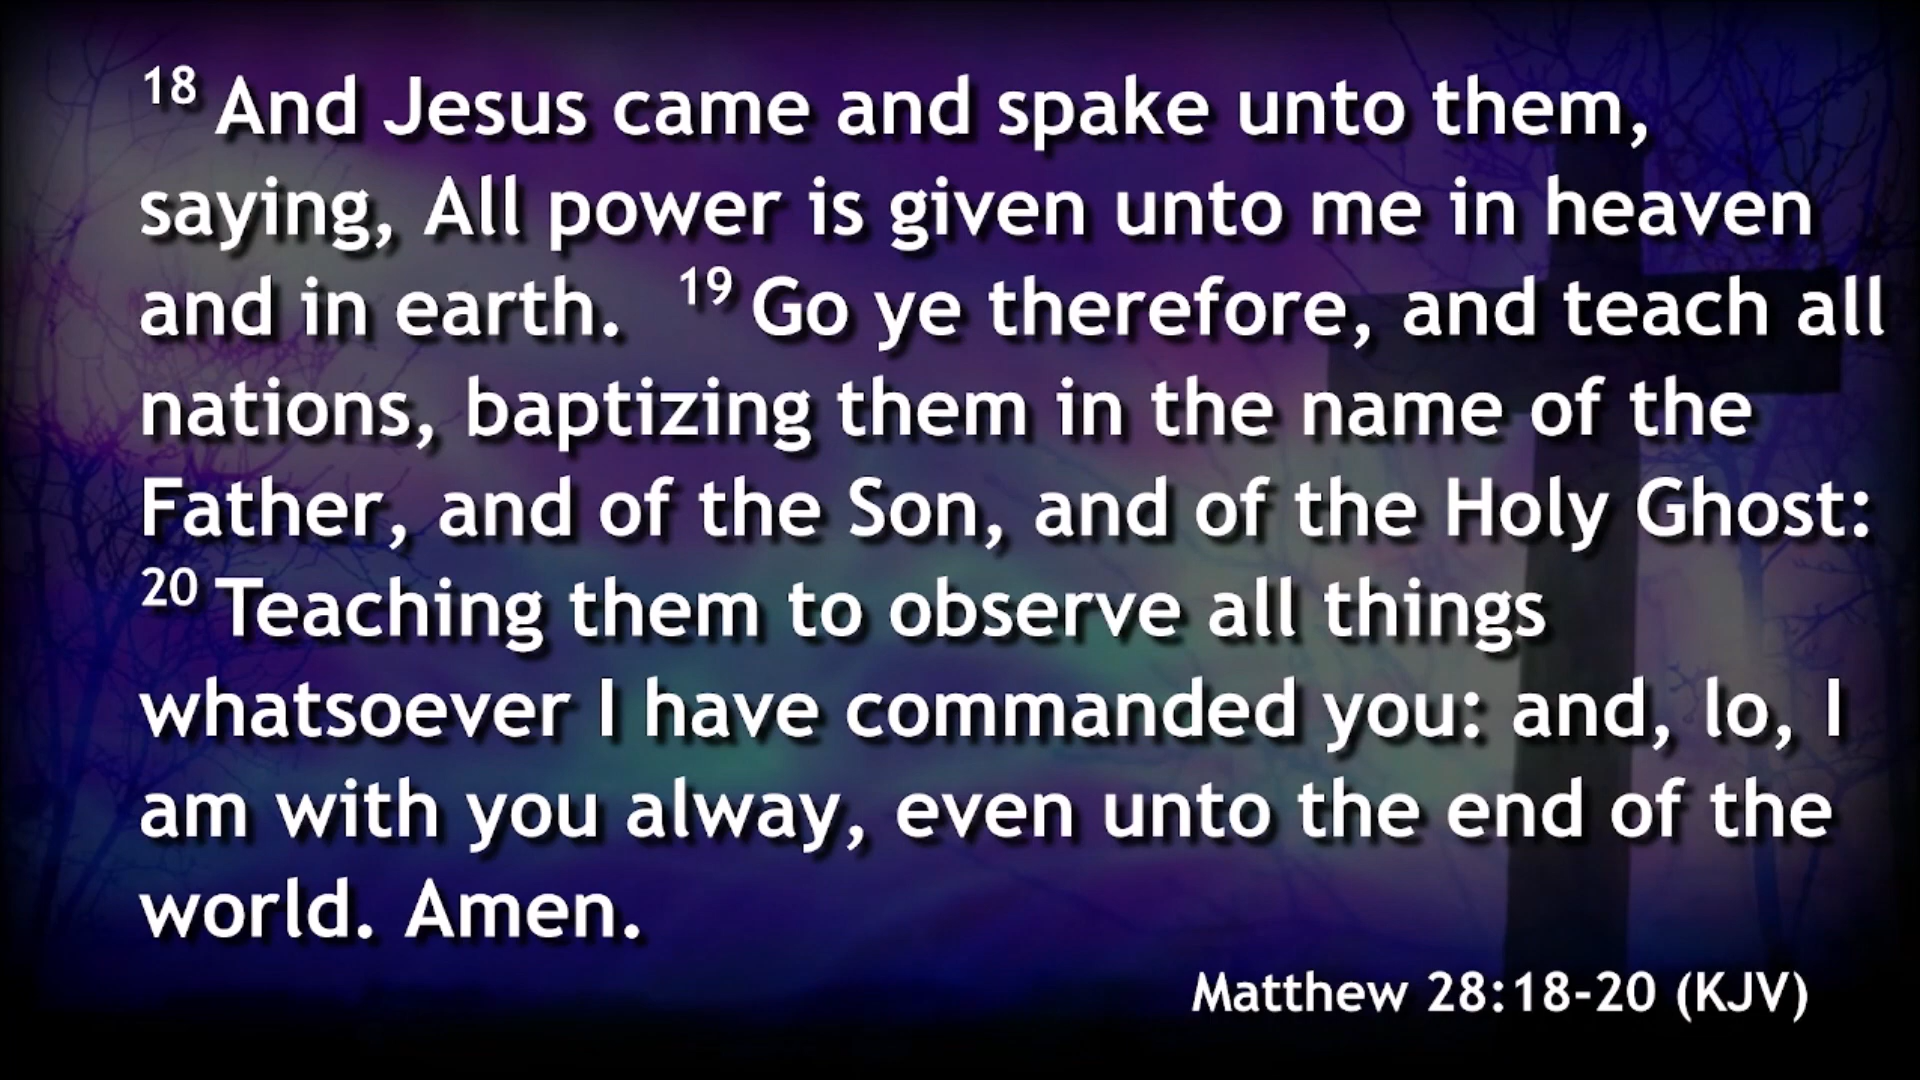 18 And Jesus came and spake unto them,
saying, All power is given unto me in heaven
and in earth. 19 Go ye therefore, and teach all
nations, baptizing them in the name of the
Father, and of the Son, and of the Holy Ghost:
20 Teaching them to observe all things
whatsoever I have commanded you: and, lo, I
am with you alway, even unto the end of the
world. Amen.
Matthew 28:18-20 (KJV)